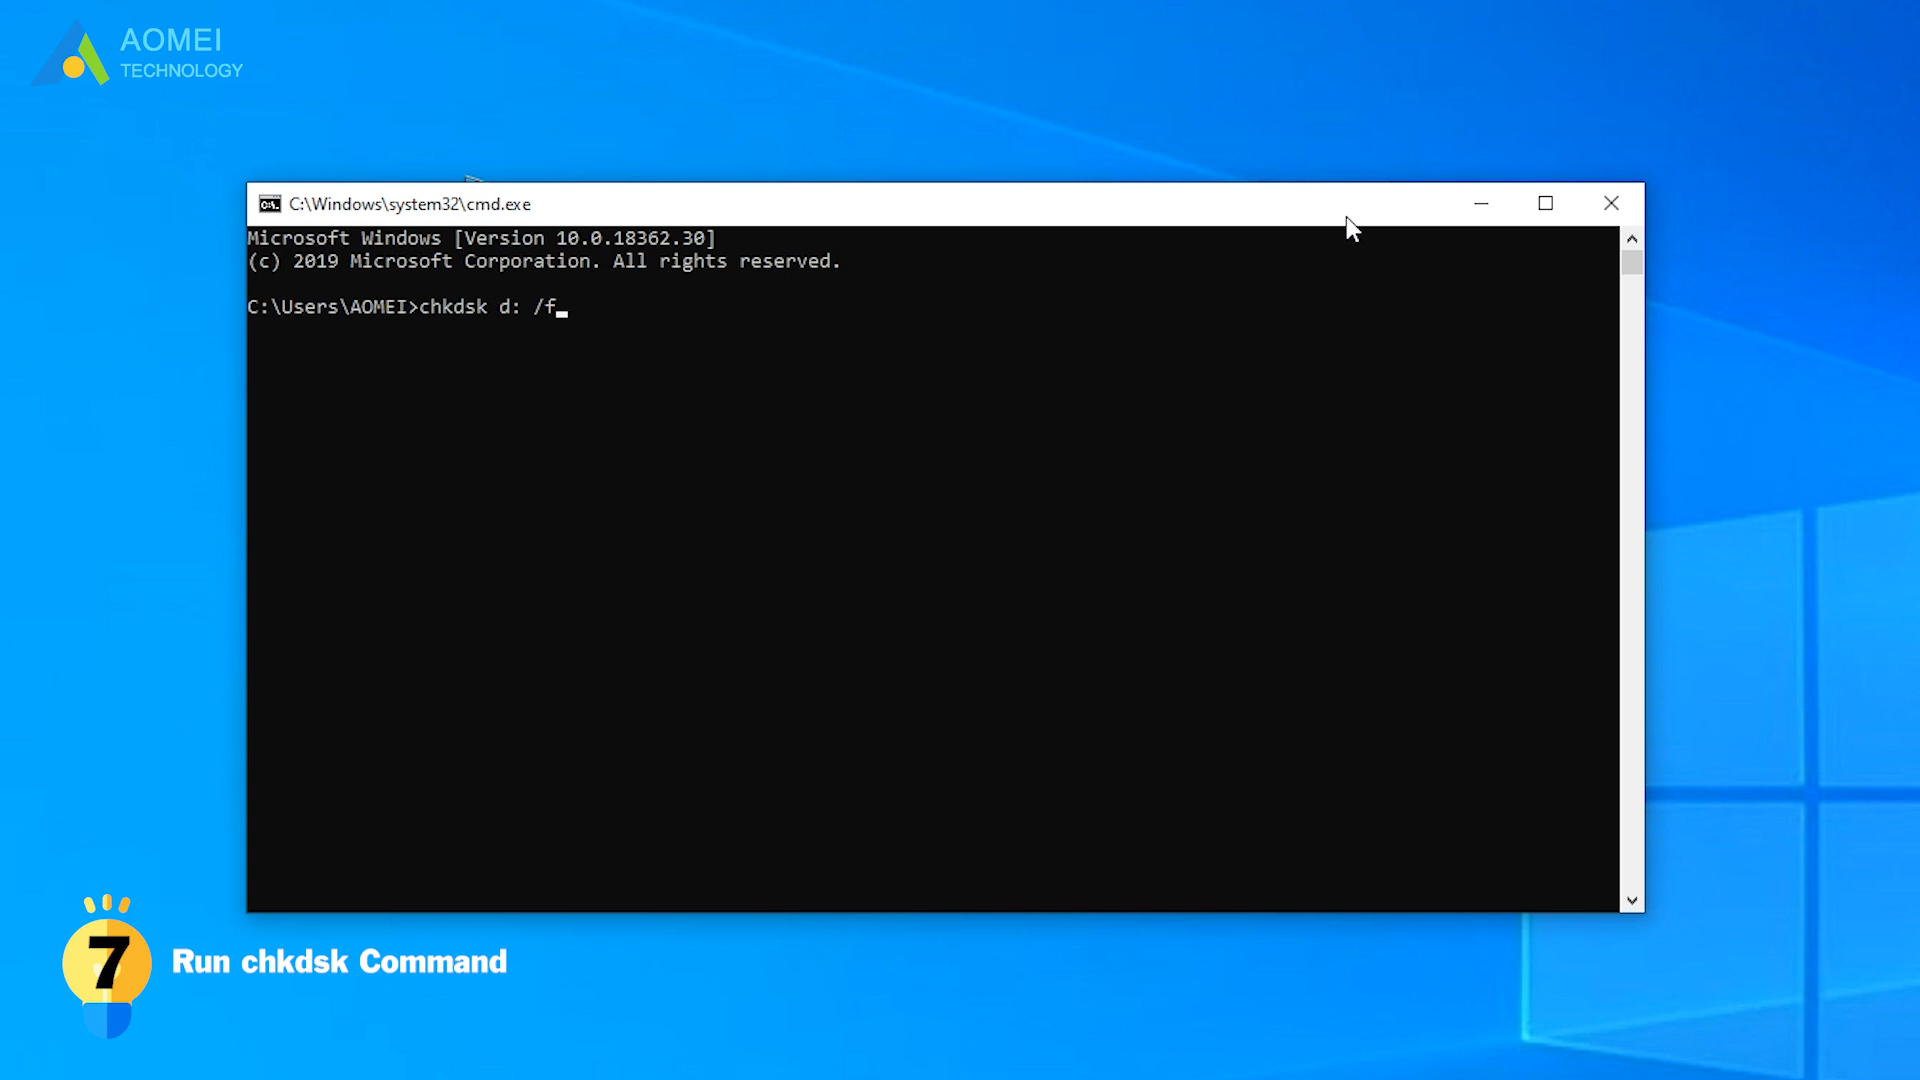 AOMEI
TECHNOLOGY
C:\Windows\system32\cmd.exe
Microsoft Windows [Version 10.0.18362.30]
(c) 2019 Microsoft Corporation. All rights reserved.
C:\Users\AOMEI>chkdsk d: /f_
7
Run chkdsk Command